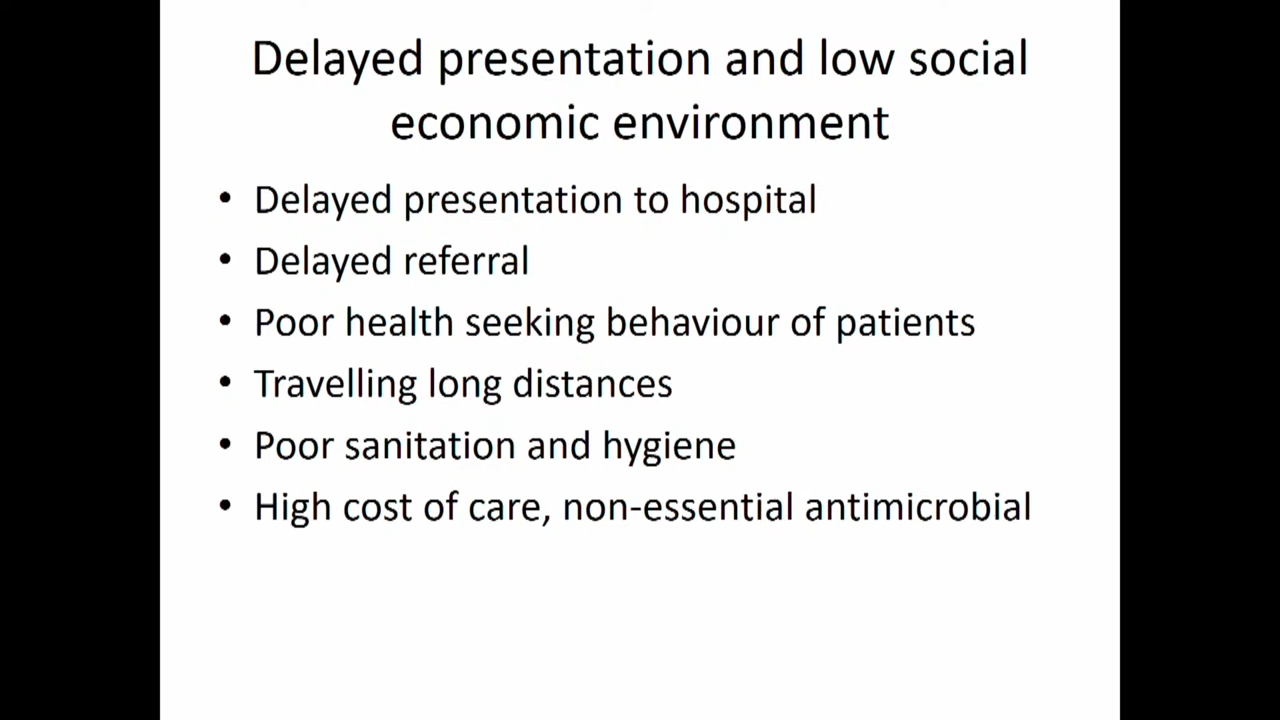 Delayed presentation and low social
economic environment
• Delayed presentation to hospital
• Delayed referral
• Poor health seeking behaviour of patients
• Travelling long distances
• Poor sanitation and hygiene
• High cost of care, non-essential antimicrobial